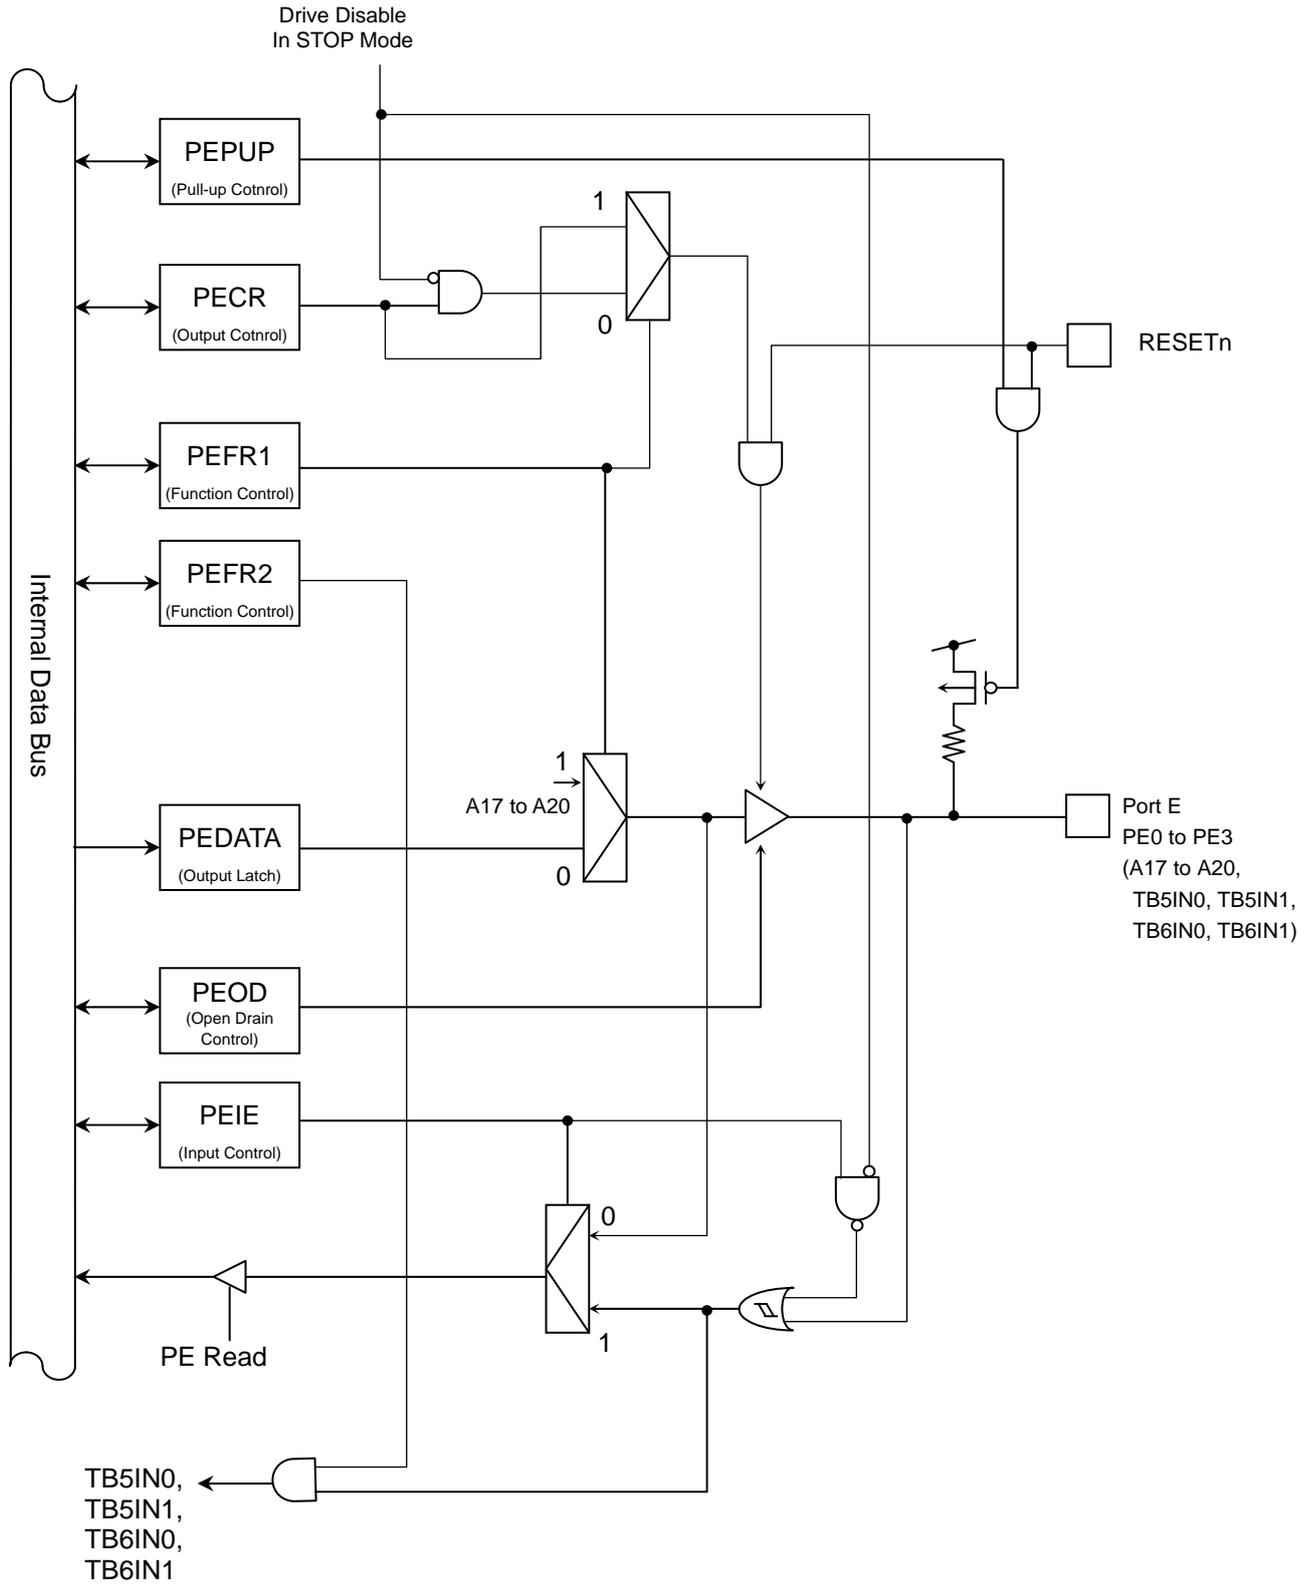 Drive Disable
In STOP Mode
PEPUP
(Pull-up Cotnrol)
1
PECR
(Output Cotnrol)
0
RESETn
PEFR1
(Function Control)
PEFR2
(Function Control)
Internal Data Bus
1
A17 to A20
PEDATA
(Output Latch)
0
Port E
PE0 to PE3
(A17 to A20,
TB5IN0, TB5IN1,
TB6IN0, TB6IN1)
PEOD
(Open Drain
Control)
PEIE
(Input Control)
0
1
PE Read
TB5IN0,
TB5IN1,
TB6IN0,
TB6IN1